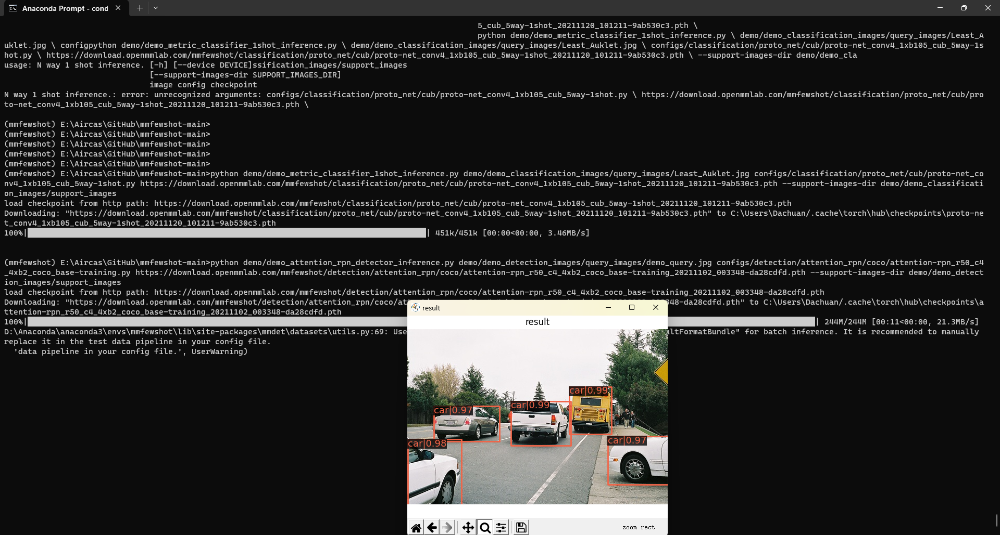 Anaconda Prompt - cond
5_cub_5way-1shot_20211120_101211-9ab530c3.pth \
python demo/demo_metric_classifier_1shot_inference.py \ demo/demo_classification_images/query_images/Least_A
uklet.jpg \ configpython demo/demo_metric_classifier_1shot_inference.py \ demo/demo_classification_images/query_images/Least_Auklet.jpg \ configs/classification/proto_net/cub/proto-net_conv4_1xb105_cub_5way-1s
hot.py \ https://download.openmmlab.com/mmfewshot/classification/proto_net/cub/proto-net_conv4_1xb105_cub_5way-1shot_20211120_101211-9ab530c3.pth \ --support-images-dir demo/demo_cla
usage: N way 1 shot inference. [-h] [--device DEVICE]ssification_images/support_images
[--support-images-dir SUPPORT_IMAGES_DIR]
image config checkpoint
N way 1 shot inference.: error: unrecognized arguments: configs/classification/proto_net/cub/proto-net_conv4_1xb105_cub_5way-1shot.py \ https://download.openmmlab.com/mmfewshot/classification/proto_net/cub/pro
to-net_conv4_1xb105_cub_5way-1shot_20211120_101211-9ab530c3.pth \
(mmfewshot) E:\Aircas\GitHub\mmfewshot-main>
(mmfewshot) E:\Aircas\GitHub\mmfewshot-main>
(mmfewshot) E:\Aircas\GitHub\mmfewshot-main>
(mmfewshot) E:\Aircas\GitHub\mmfewshot-main>
(mmfewshot) E:\Aircas\GitHub\mmfewshot-main>
(mmfewshot) E:\Aircas\GitHub\mmfewshot-main>python demo/demo_metric_classifier_1shot_inference.py demo/demo_classification_images/query_images/Least_Auklet.jpg configs/classification/proto_net/cub/proto-net_co
nv4_1xb105_cub_5way-1shot.py https://download.openmmlab.com/mmfewshot/classification/proto_net/cub/proto-net_conv4_1xb105_cub_5way-1shot_20211120_101211-9ab530c3.pth --support-images-dir demo/demo_classificati
on_images/support_images
load checkpoint from http path: https://download.openmmlab.com/mmfewshot/classification/proto_net/cub/proto-net_conv4_1xb105_cub_5way-1shot_20211120_101211-9ab530c3.pth
Downloading: "https://download.openmmlab.com/mmfewshot/classification/proto_net/cub/proto-net_conv4_1xb105_cub_5way-1shot_20211120_101211-9ab530c3.pth" to C:\Users\Dachuan/.cache\torch\hub\checkpoints\proto-ne
t_conv4_1xb105_cub_5way-1shot_20211120_101211-9ab530c3.pth
100%| | 451k/451k [00:00<00:00, 3.46MB/s]
(mmfewshot) E:\Aircas\GitHub\mmfewshot-main>python demo/demo_attention_rpn_detector_inference.py demo/demo_detection_images/query_images/demo_query.jpg configs/detection/attention_rpn/coco/attention-rpn_r50_c4
_4xb2_coco_base-training.py https://download.openmmlab.com/mmfewshot/detection/attention_rpn/coco/attention-rpn_r50_c4_4xb2_coco_base-training_20211102_003348-da28cdfd.pth --support-images-dir demo/demo_detect
ion_images/support_images
load checkpoint from http path: https://download.openmmlab.com/mmfewshot/detection/attention_rpn/coco/attention-rpn_r50_c4_4xb2_coco_base-training_20211102_003348-da28cdfd.pth
Downloading: "https://download.openmmlab.com/mmfewshot/detection/attention_rpn/coco/at 348-da28cdfd.pth" to C:\Users\Dachuan/.cache\torch\hub\checkpoints\a
ttention-rpn_r50_c4_4xb2_coco_base-training_20211102_003348-da28cdfd.pth
100%| | 244M/244M [00:11<00:00, 21.3MB/s]
D:\Anaconda\anaconda3\envs\mmfewshot\lib\site-packages\mmdet\datasets\utils.py:69: Use ultFormatBundle" for batch inference. It is recommended to manually
replace it in the test data pipeline in your config file.
'data pipeline in your config file.', UserWarning)
result
result
car|0.99
car|0.99
car|0.97
car|0.97
car|0.98
zoom rect